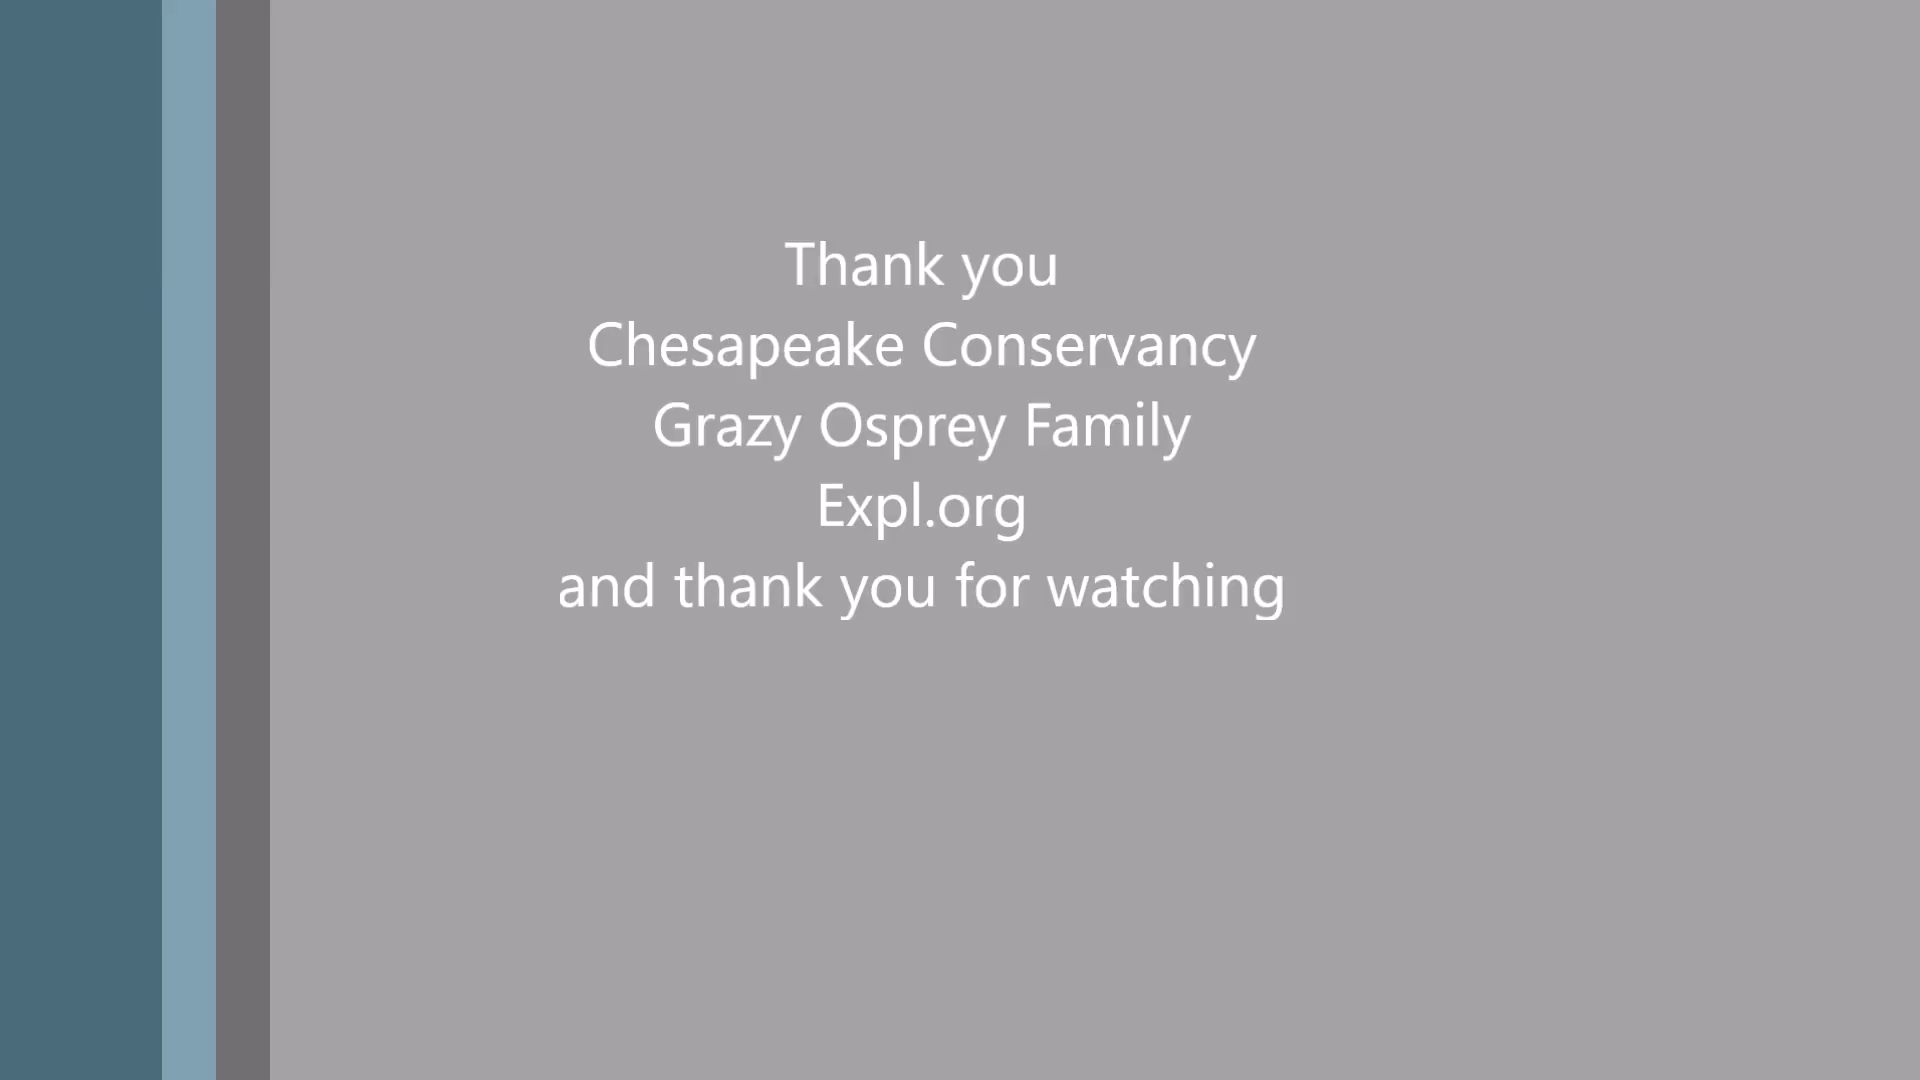 Thank you
Chesapeake Conservancy
Grazy Osprey Family
Expl.org
and thank you for watching